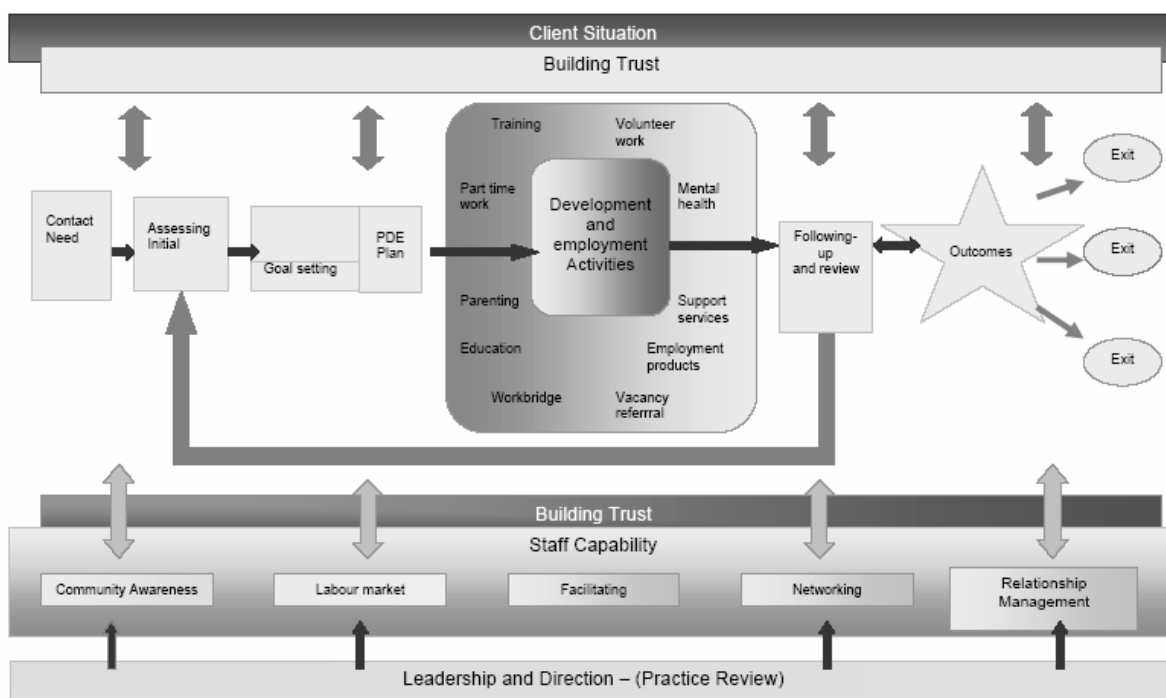 Client Situation
Building Trust
Training
Volunteer
work
Exit
Part time
work
Mental
health
Contact
Need
Assessing
Initial
Goal setting
PDE
Plan
Development
and
employment
Activities
Following-
up
and review
Outcomes
Exit
Parenting
Support
services
Education
Employment
products
Exit
Workbridge
Vacancy
referrral
Building Trust
Staff Capability
Community Awareness
Labour market
Facilitating
Networking
Relationship
Management
Leadership and Direction – (Practice Review)